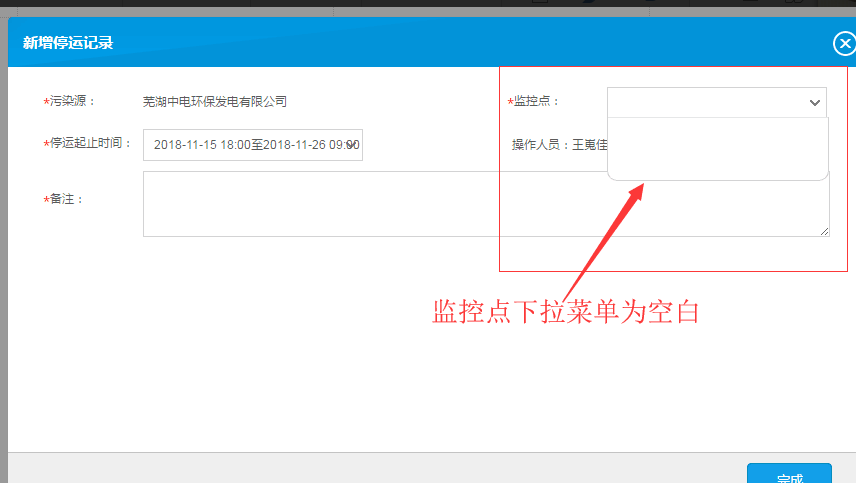 新增停运记录
*污染源： 芜湖中电环保发电有限公司 *监控点：
*停运起止时间： 2018-11-15 18:00至2018-11-26 09:00 操作人员：王嵬佳
*备注：
监控点下拉菜单为空白
完成